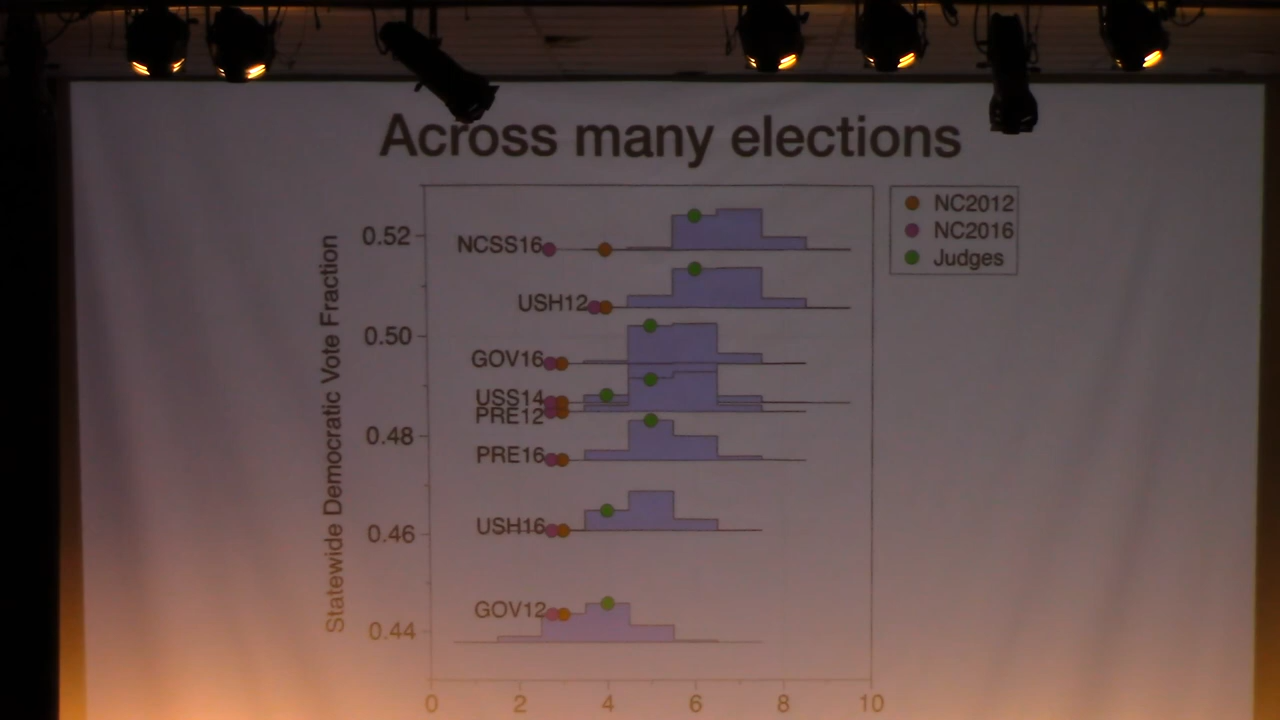 Across many elections
NC2012
NC2016
Judges
Statewide Democratic Vote Fraction
0.52
0.50
0.48
0.46
0.44
NCSS16
USH12
GOV16
USS14
PRE12
PRE16
USH16
GOV12
0 2 4 6 8 10